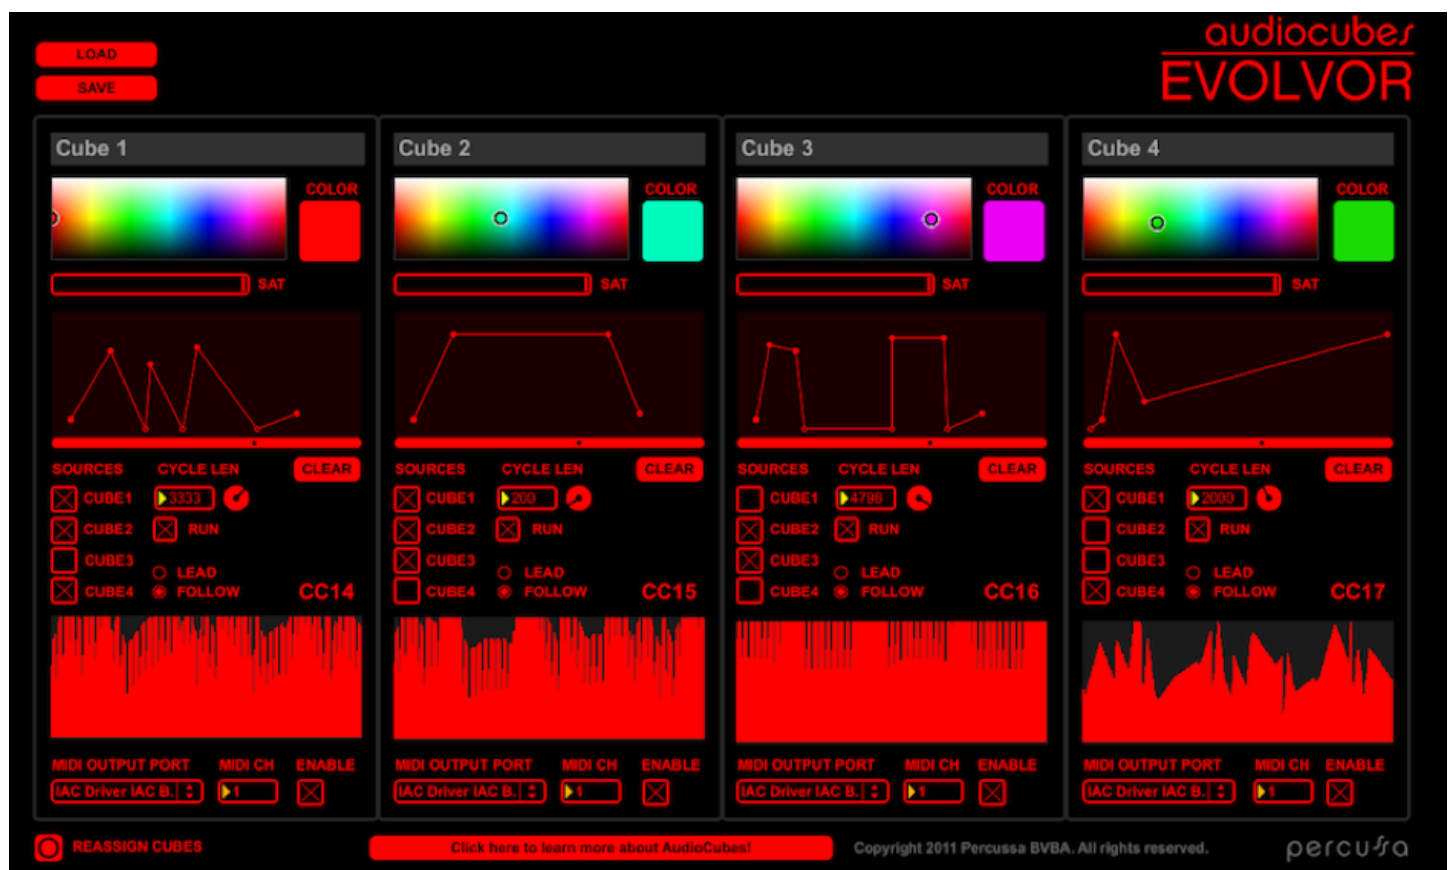 LOAD
SAVE
audiocubes
EVOLVOR
Cube 1
COLOR
SAT
SOURCES CYCLE LEN CLEAR
CUBE1 3333
CUBE2 RUN
CUBE3 LEAD
CUBE4 FOLLOW CC14
MIDI OUTPUT PORT MIDI CH ENABLE
IAC Driver IAC B. 1
Cube 2
COLOR
SAT
SOURCES CYCLE LEN CLEAR
CUBE1 200
CUBE2 RUN
CUBE3 LEAD
CUBE4 FOLLOW CC15
MIDI OUTPUT PORT MIDI CH ENABLE
IAC Driver IAC B. 1
Cube 3
COLOR
SAT
SOURCES CYCLE LEN CLEAR
CUBE1 4798
CUBE2 RUN
CUBE3 LEAD
CUBE4 FOLLOW CC16
MIDI OUTPUT PORT MIDI CH ENABLE
IAC Driver IAC B. 1
Cube 4
COLOR
SAT
SOURCES CYCLE LEN CLEAR
CUBE1 2000
CUBE2 RUN
CUBE3 LEAD
CUBE4 FOLLOW CC17
MIDI OUTPUT PORT MIDI CH ENABLE
IAC Driver IAC B. 1
REASSIGN CUBES
Click here to learn more about AudioCubes!
Copyright 2011 Percussa BVBA. All rights reserved.
percussa